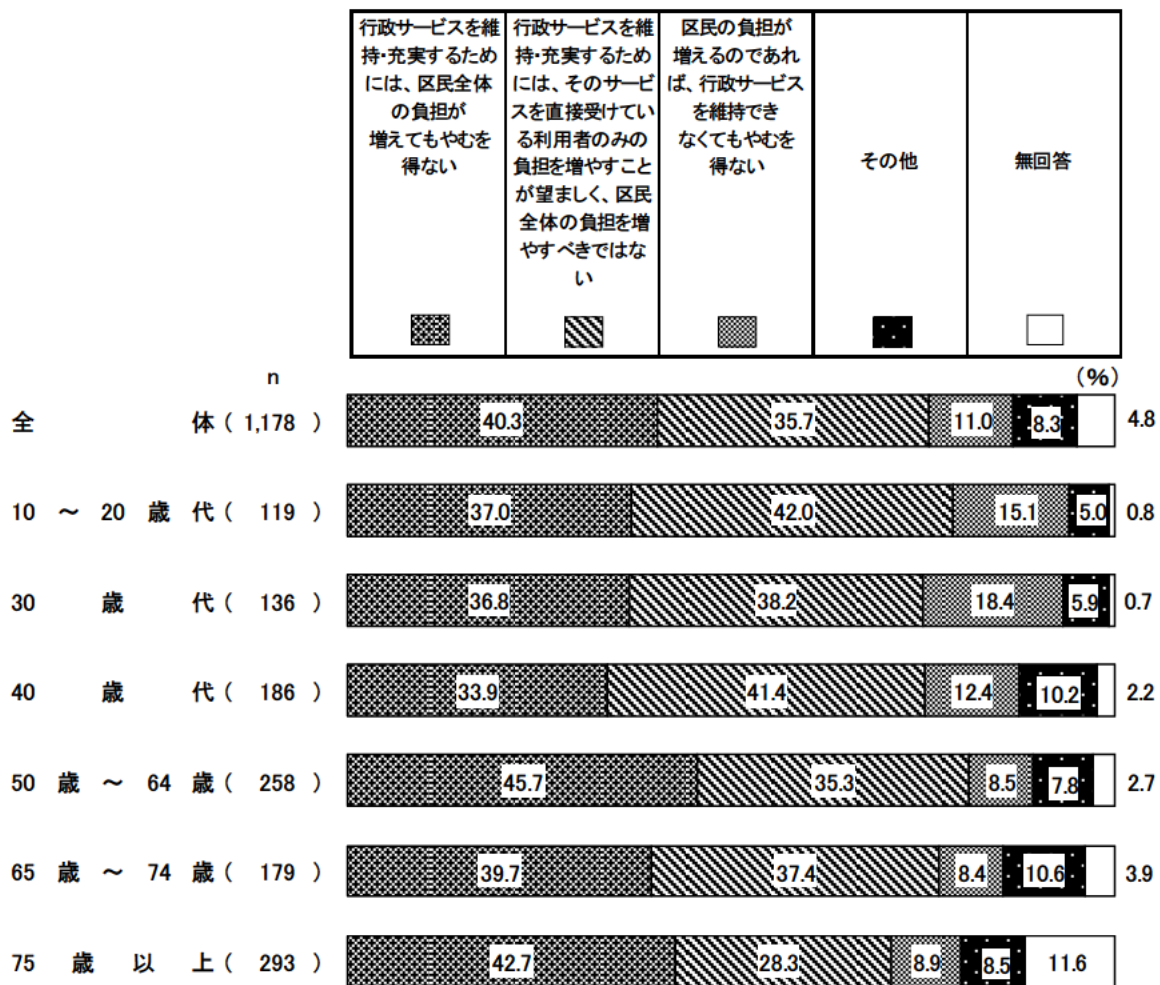 行政サービスを維
持・充実するため
には、区民全体
の負担が
増えてもやむを
得ない
行政サービスを維
持・充実するため
には、そのサービ
スを直接受けてい
る利用者のみの
負担を増やすこと
が望ましく、区民
全体の負担を増
やすべきではな
い
区民の負担が
増えるのであれ
ば、行政サービス
を維持でき
なくてもやむを
得ない
その他
無回答
n
(%)
全体( 1,178 ) 40.3 35.7 11.0 8.3 4.8
10 ～ 20 歳代( 119 ) 37.0 42.0 15.1 5.0 0.8
30 歳代( 136 ) 36.8 38.2 18.4 5.9 0.7
40 歳代( 186 ) 33.9 41.4 12.4 10.2 2.2
50 歳 ～ 64 歳( 258 ) 45.7 35.3 8.5 7.8 2.7
65 歳 ～ 74 歳( 179 ) 39.7 37.4 8.4 10.6 3.9
75 歳以上( 293 ) 42.7 28.3 8.9 8.5 11.6